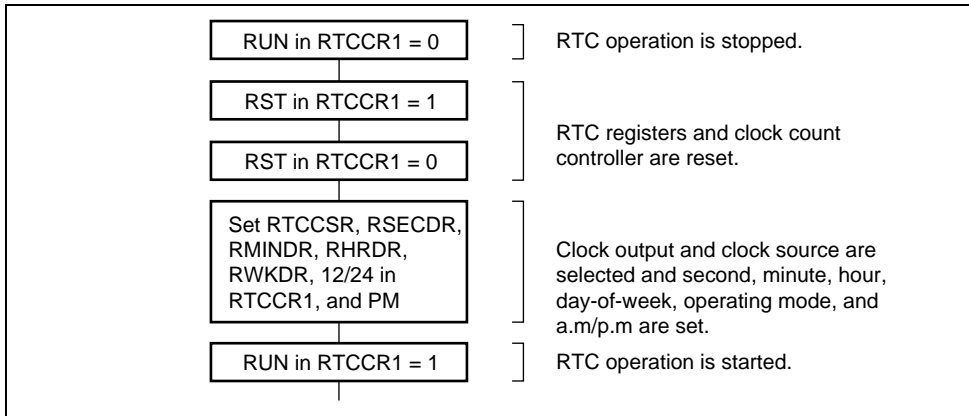 RUN in RTCCR1 = 0
RTC operation is stopped.
RST in RTCCR1 = 1
RST in RTCCR1 = 0
RTC registers and clock count
controller are reset.
Set RTCCSR, RSECDR,
RMINDR, RHRDR,
RWKDR, 12/24 in
RTCCR1, and PM
Clock output and clock source are
selected and second, minute, hour,
day-of-week, operating mode, and
a.m/p.m are set.
RUN in RTCCR1 = 1
RTC operation is started.